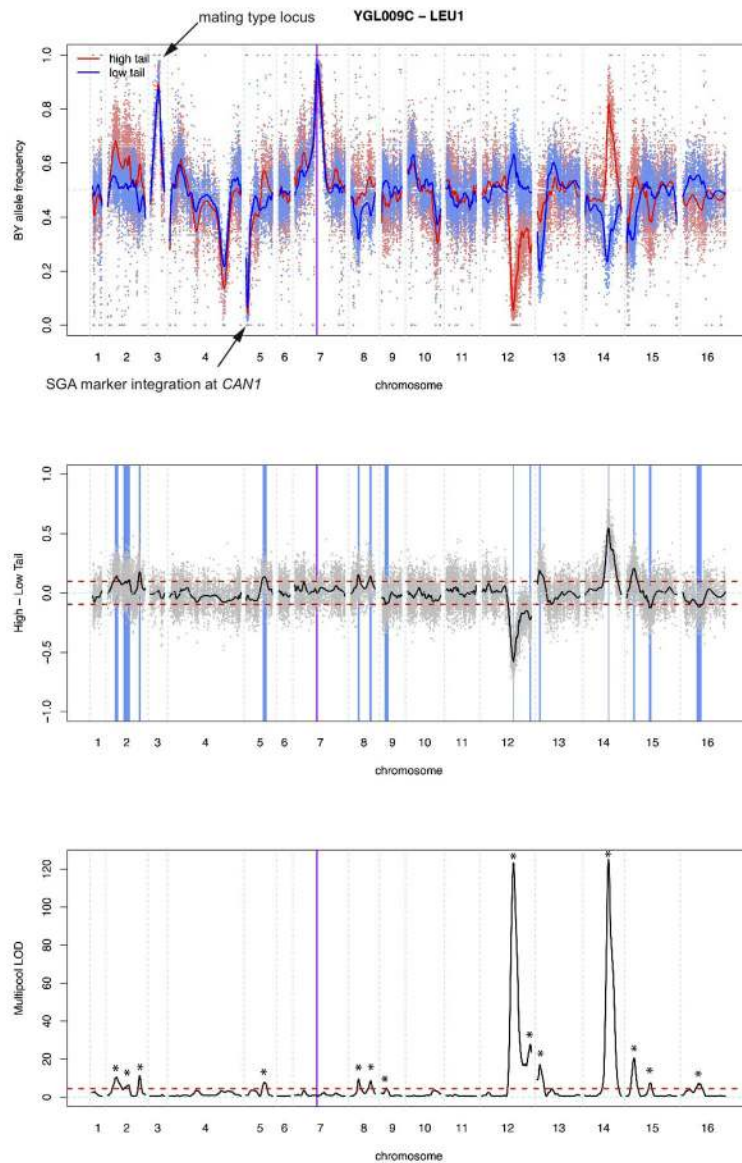 mating type locus
YGL009C – LEU1
high tail
low tail
BY allele frequency
1.0
0.8
0.6
0.4
0.2
0.0
1 2 3 4 5 6 7 8 9 10 11 12 13 14 15 16
chromosome
SGA marker integration at CAN1
High – Low Tail
1.0
0.5
0.0
−0.5
−1.0
1 2 3 4 5 6 7 8 9 10 11 12 13 14 15 16
chromosome
Multipool LOD
120
100
80
60
40
20
0
* * * * * * * * * * * * * *
1 2 3 4 5 6 7 8 9 10 11 12 13 14 15 16
chromosome